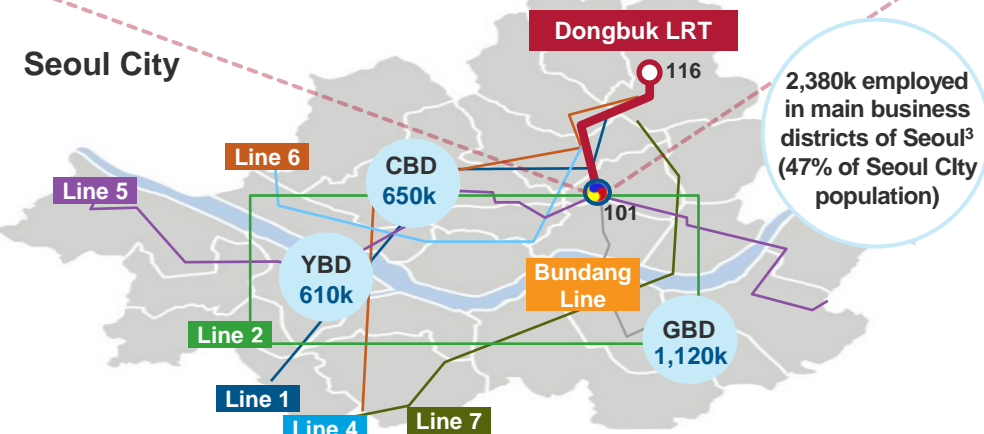 Dongbuk LRT
116
Seoul City
2,380k employed
in main business
districts of Seoul³
(47% of Seoul CIty
population)
Line 6
CBD
650k
Line 5
101
YBD
610k
Bundang
Line
GBD
1,120k
Line 2
Line 1
Line 4
Line 7